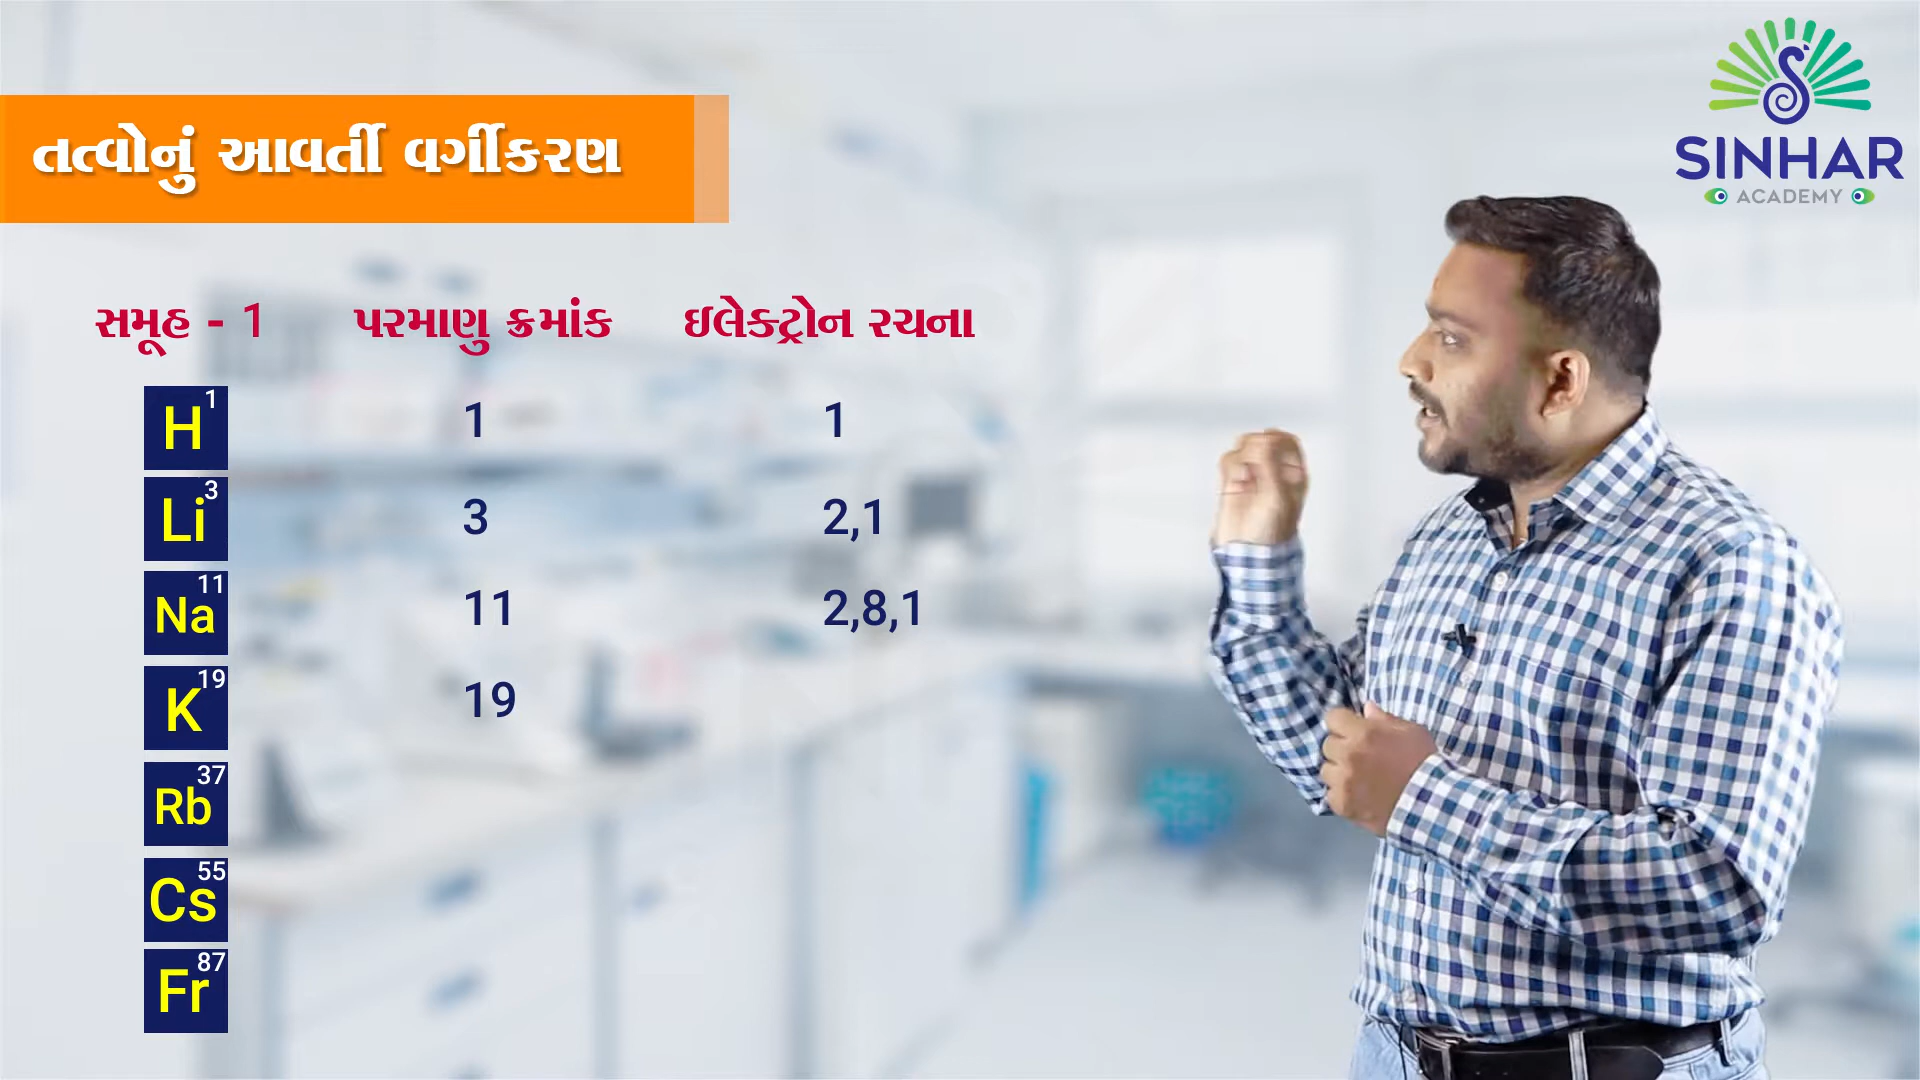 તત્વોનું આવર્તી વર્ગીકરણ
SINHAR
ACADEMY
સમૂહ - 1 પરમાણુ ક્રમાંક ઇલેક્ટ્રોન રચના
H 1 1 1
Li 3 3 2,1
Na 11 11 2,8,1
K 19 19
Rb 37
Cs 55
Fr 87